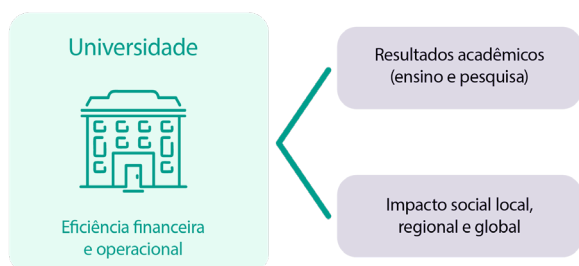 Universidade
Eficiência financeira
e operacional
Resultados acadêmicos
(ensino e pesquisa)
Impacto social local,
regional e global